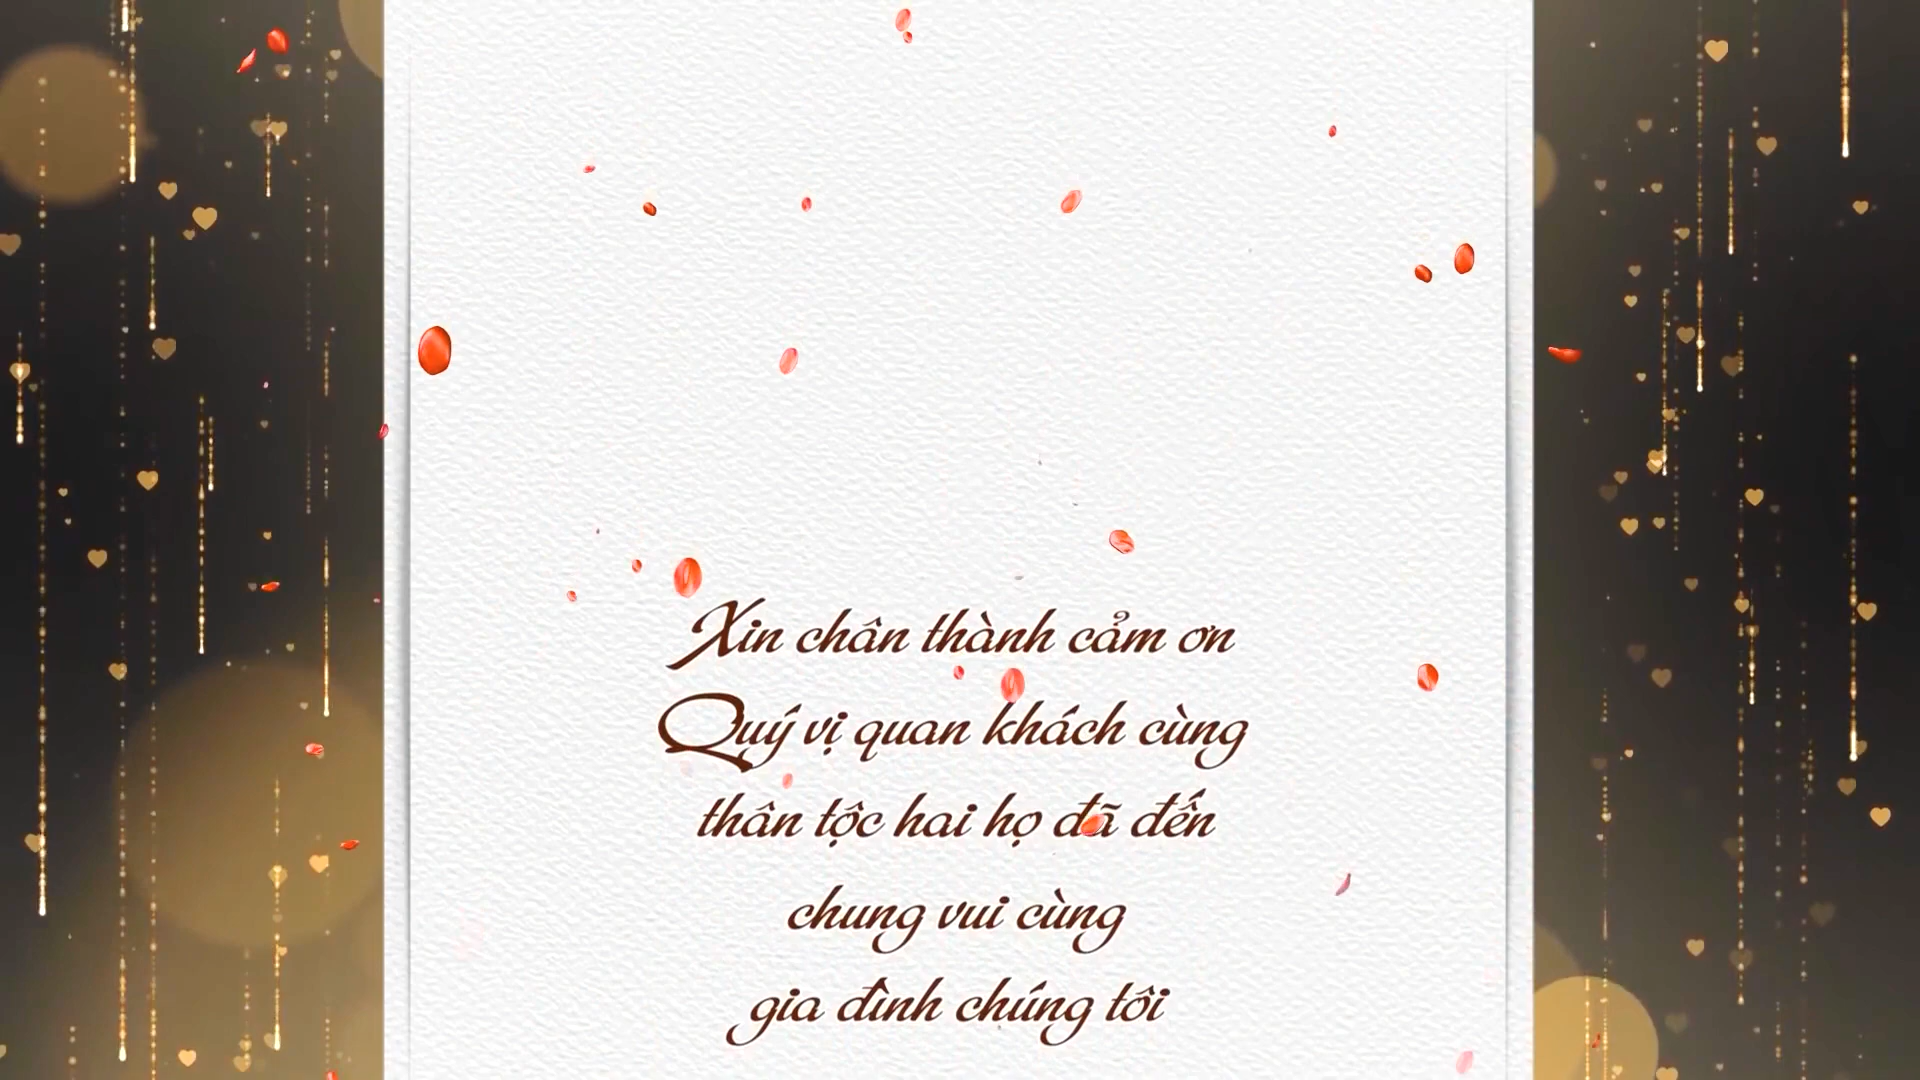 Xin chân thành cảm ơn
Quý vị quan khách cùng
thân tộc hai họ đã đến
chung vui cùng
gia đình chúng tôi